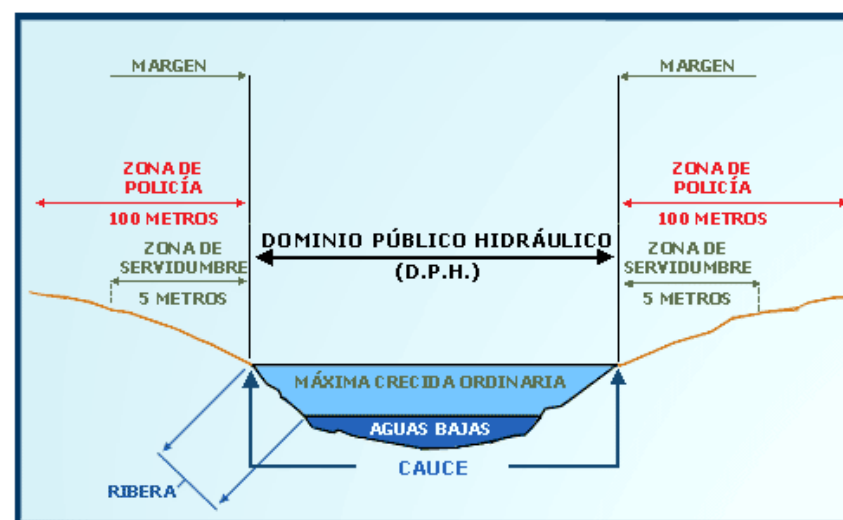 MARGEN
MARGEN
ZONA DE
POLICÍA
100 METROS
ZONA DE
POLICÍA
100 METROS
DOMINIO PÚBLICO HIDRÁULICO
(D.P.H.)
ZONA DE
SERVIDUMBRE
5 METROS
ZONA DE
SERVIDUMBRE
5 METROS
MÁXIMA CRECIDA ORDINARIA
AGUAS BAJAS
CAUCE
RIBERA